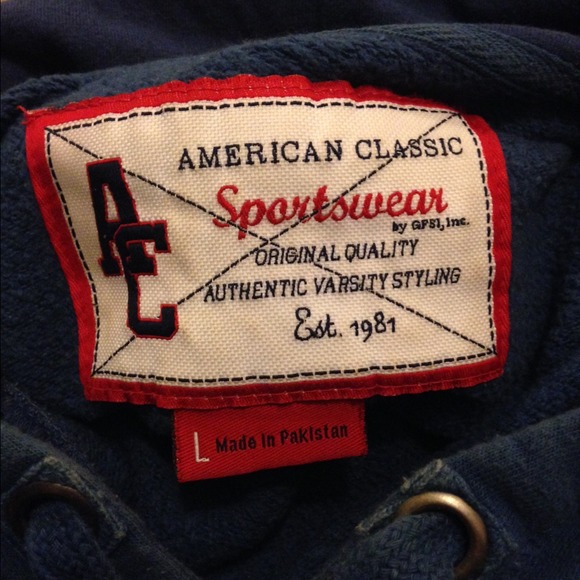 AC
AMERICAN CLASSIC
Sportswear
by GFSI, Inc.
ORIGINAL QUALITY
AUTHENTIC VARSITY STYLING
Est. 1981
L Made in Pakistan